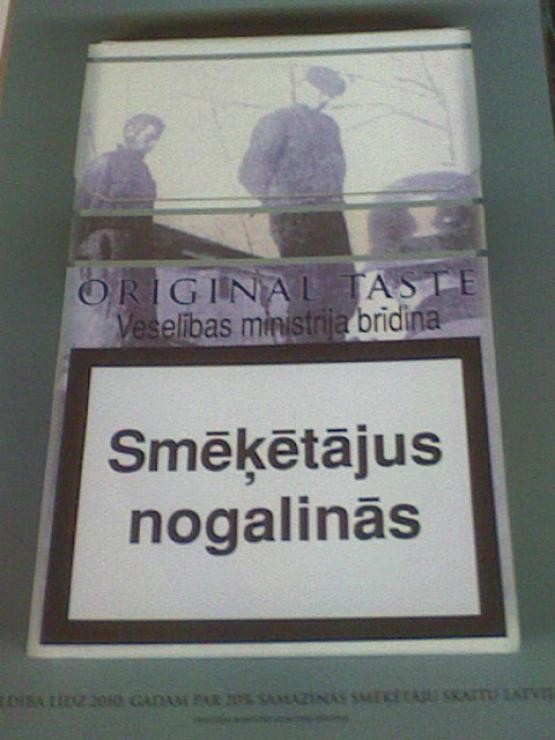 ORIGINAL TASTE
Veselības ministrija brīdina
Smēķētājus
nogalinās
LĪDZ 2010. GADAM PAR 20% SAMAZINĀS SMĒĶĒTĀJU SKAITU